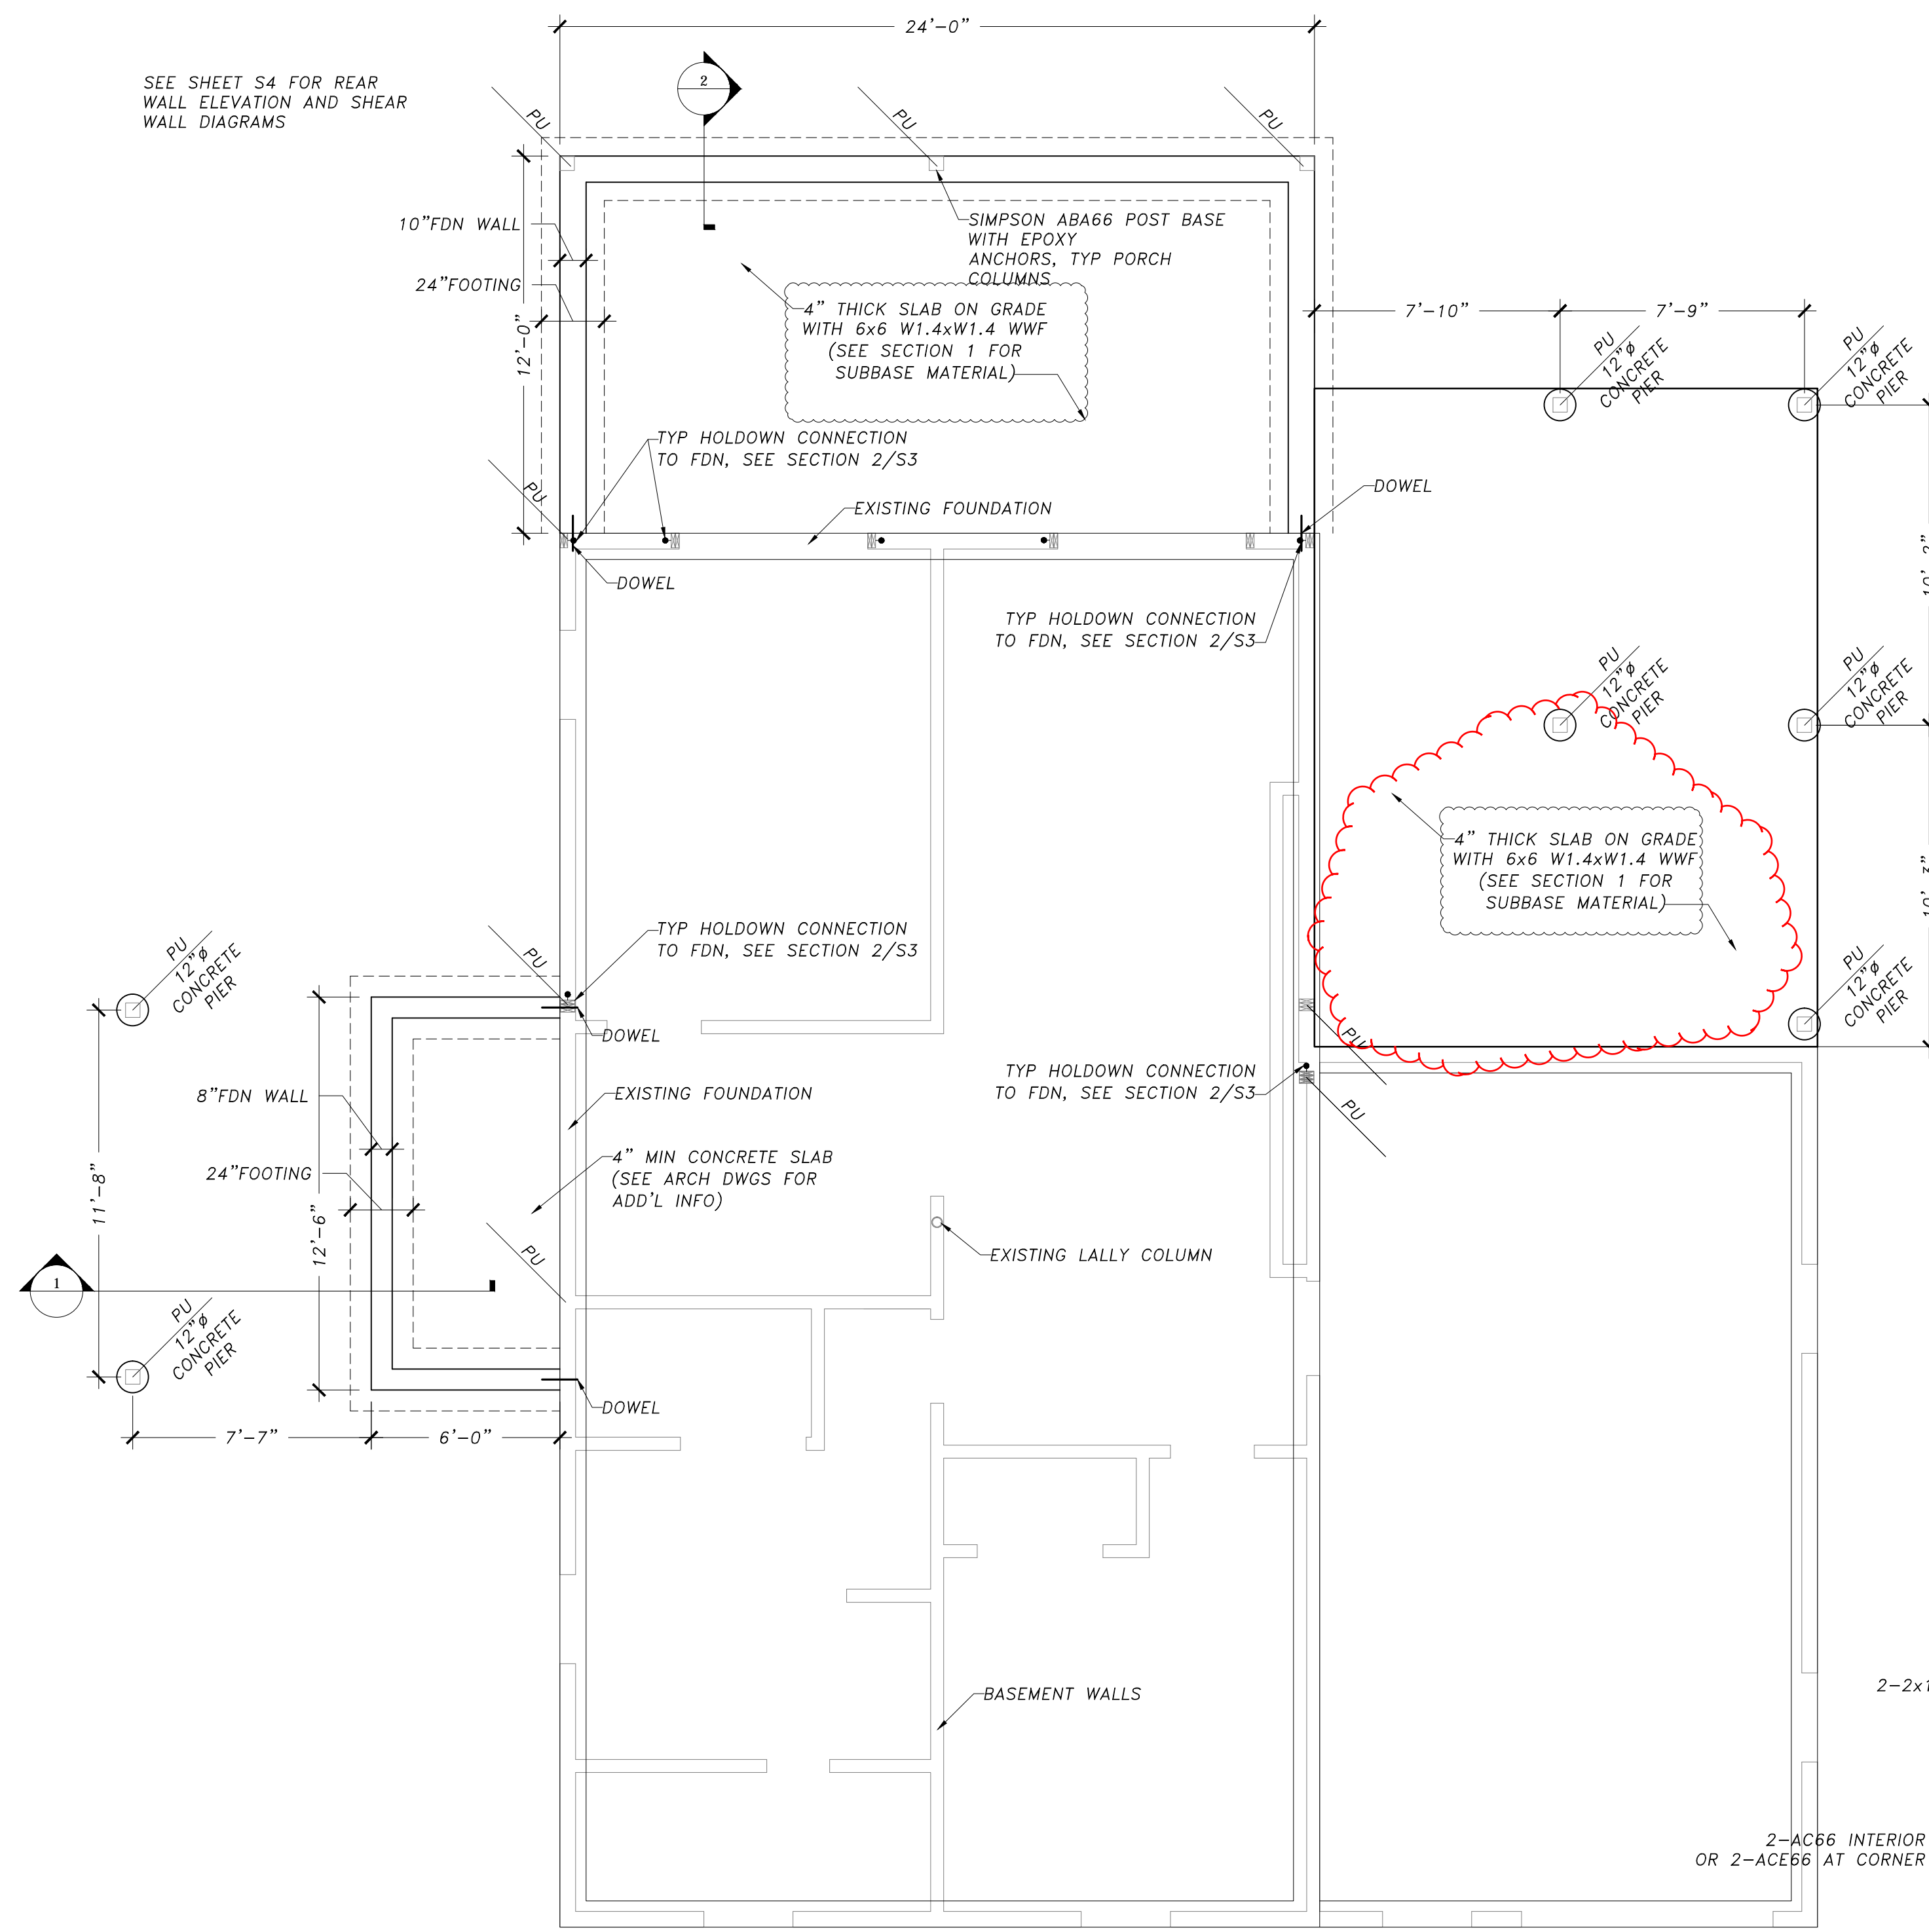 24'-0"
SEE SHEET S4 FOR REAR
WALL ELEVATION AND SHEAR
WALL DIAGRAMS
2
PU
PU
PU
10"FDN WALL
24"FOOTING
12'-0"
SIMPSON ABA66 POST BASE
WITH EPOXY
ANCHORS, TYP PORCH
COLUMNS
4" THICK SLAB ON GRADE
WITH 6x6 W1.4xW1.4 WWF
(SEE SECTION 1 FOR
SUBBASE MATERIAL)
7'-10"
7'-9"
PU
12"ϕ
CONCRETE
PIER
PU
12"ϕ
CONCRETE
PIER
TYP HOLDOWN CONNECTION
TO FDN, SEE SECTION 2/S3
PU
EXISTING FOUNDATION
DOWEL
DOWEL
TYP HOLDOWN CONNECTION
TO FDN, SEE SECTION 2/S3
PU
12"ϕ
CONCRETE
PIER
PU
12"ϕ
CONCRETE
PIER
4" THICK SLAB ON GRADE
WITH 6x6 W1.4xW1.4 WWF
(SEE SECTION 1 FOR
SUBBASE MATERIAL)
PU
12"ϕ
CONCRETE
PIER
TYP HOLDOWN CONNECTION
TO FDN, SEE SECTION 2/S3
PU
PU
12"ϕ
CONCRETE
PIER
DOWEL
PU
TYP HOLDOWN CONNECTION
TO FDN, SEE SECTION 2/S3
PU
8"FDN WALL
EXISTING FOUNDATION
24"FOOTING
4" MIN CONCRETE SLAB
(SEE ARCH DWGS FOR
ADD'L INFO)
11'-8"
12'-6"
PU
EXISTING LALLY COLUMN
1
PU
12"ϕ
CONCRETE
PIER
DOWEL
7'-7"
6'-0"
BASEMENT WALLS
2-2x1
2-AC66 INTERIOR
OR 2-ACE66 AT CORNER